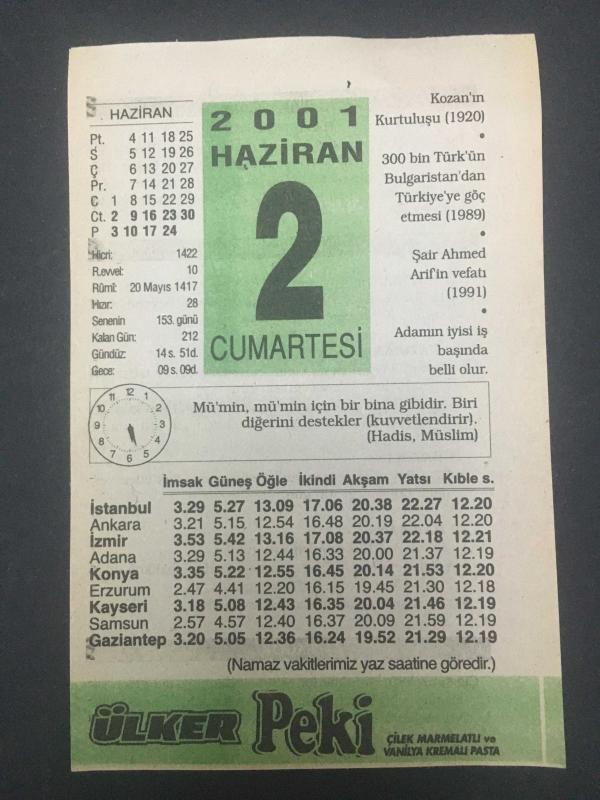 HAZİRAN
Pt. 4 11 18 25
S 5 12 19 26
Ç 6 13 20 27
Pr. 7 14 21 28
C 1 8 15 22 29
Ct. 2 9 16 23 30
P 3 10 17 24
Hicri: 1422
R.evvel: 10
Rûmî: 20 Mayıs 1417
Hızır: 28
Senenin 153. günü
Kalan Gün: 212
Gündüz: 14 s. 51d.
Gece: 09 s. 09d.
2001
HAZİRAN
2
CUMARTESİ
Kozan'ın
Kurtuluşu (1920)
•
300 bin Türk'ün
Bulgaristan'dan
Türkiye'ye göç
etmesi (1989)
•
Şair Ahmed
Arif'in vefatı
(1991)
•
Adamın iyisi iş
başında
belli olur.
12 1 2 3 4 5 6 7 8 9 10 11
Mü'min, mü'min için bir bina gibidir. Biri
diğerini destekler (kuvvetlendirir).
(Hadis, Müslim)
İmsak Güneş Öğle İkindi Akşam Yatsı Kıble s.
İstanbul 3.29 5.27 13.09 17.06 20.38 22.27 12.20
Ankara 3.21 5.15 12.54 16.48 20.19 22.04 12.20
İzmir 3.53 5.42 13.16 17.08 20.37 22.18 12.21
Adana 3.29 5.13 12.44 16.33 20.00 21.37 12.19
Konya 3.35 5.22 12.55 16.45 20.14 21.53 12.20
Erzurum 2.47 4.41 12.20 16.15 19.45 21.30 12.18
Kayseri 3.18 5.08 12.43 16.35 20.04 21.46 12.19
Samsun 2.57 4.57 12.40 16.37 20.09 21.59 12.19
Gaziantep 3.20 5.05 12.36 16.24 19.52 21.29 12.19
(Namaz vakitlerimiz yaz saatine göredir.)
ÜLKER Peki
ÇİLEK MARMELATLI ve
VANİLYA KREMALI PASTA